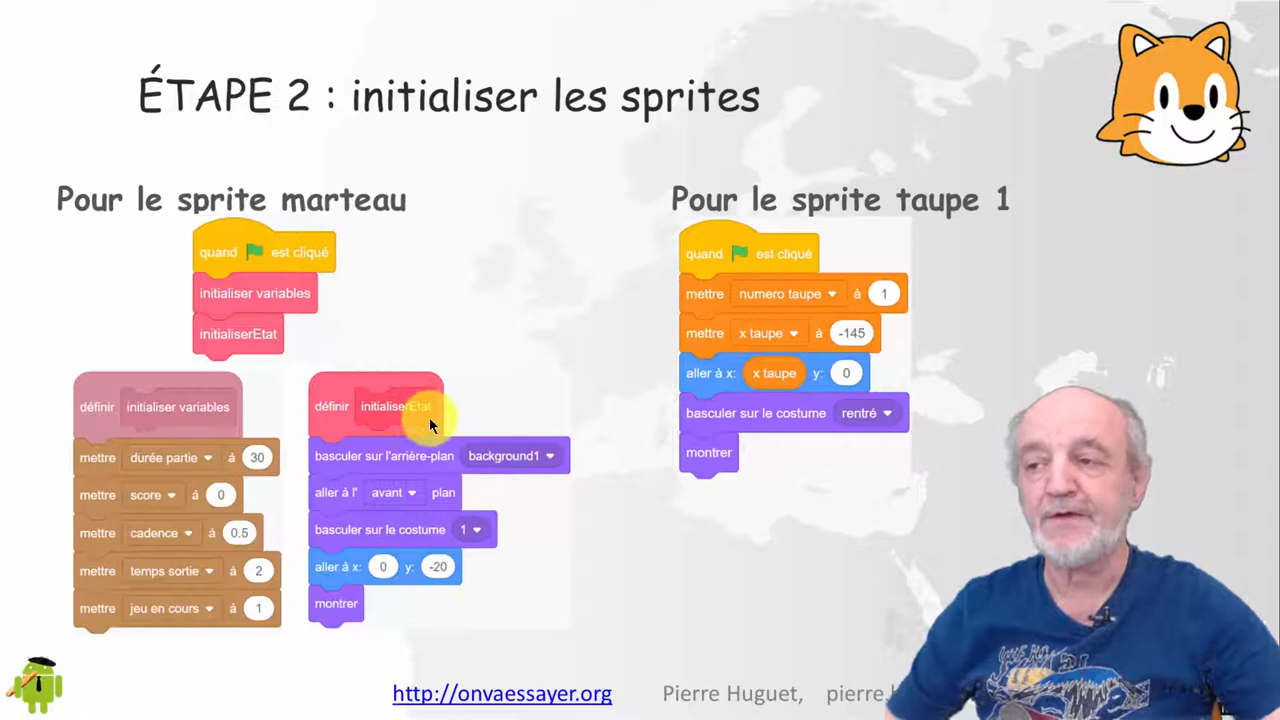 ÉTAPE 2 : initialiser les sprites
Pour le sprite marteau
quand est cliqué
initialiser variables
initialiserEtat
définir initialiser variables
mettre durée partie à 30
mettre score à 0
mettre cadence à 0.5
mettre temps sortie à 2
mettre jeu en cours à 1
définir initialiserEtat
basculer sur l'arrière-plan background1
aller à l' avant plan
basculer sur le costume 1
aller à x: 0 y: -20
montrer
Pour le sprite taupe 1
quand est cliqué
mettre numero taupe à 1
mettre x taupe à -145
aller à x: x taupe y: 0
basculer sur le costume rentré
montrer
http://onvaessayer.org Pierre Huguet,